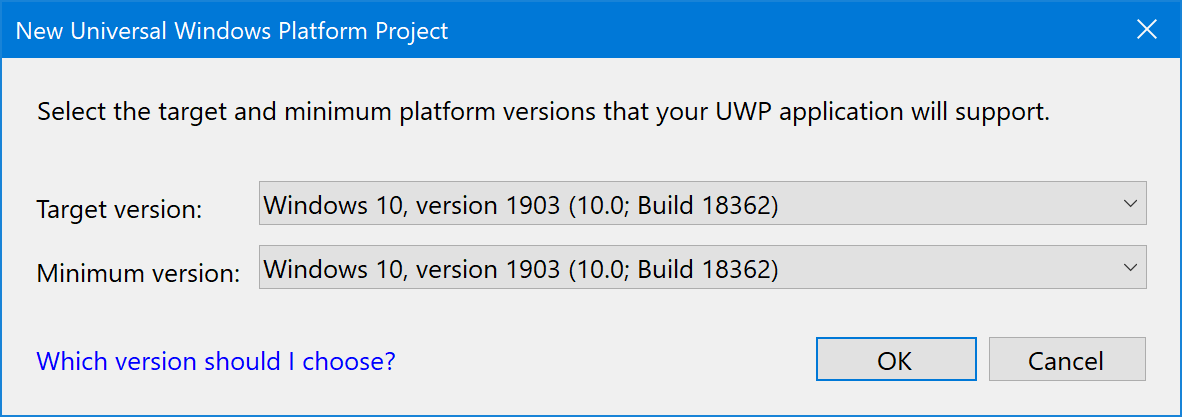 New Universal Windows Platform Project
Select the target and minimum platform versions that your UWP application will support.
Target version: Windows 10, version 1903 (10.0; Build 18362)
Minimum version: Windows 10, version 1903 (10.0; Build 18362)
Which version should I choose? OK Cancel